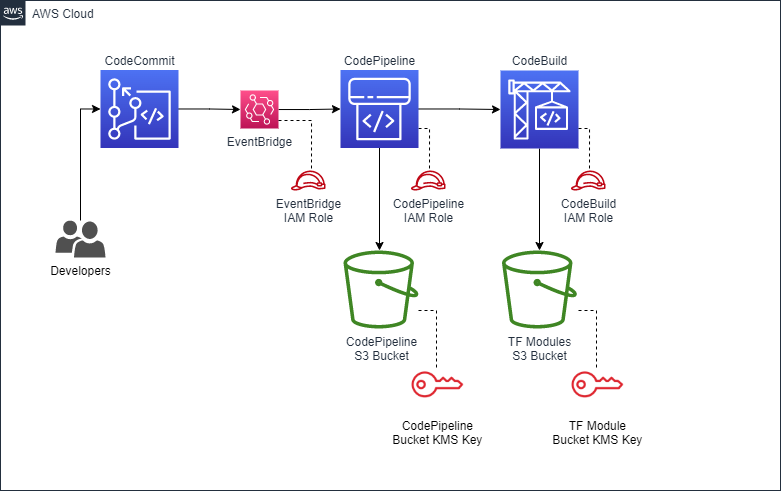 aws
AWS Cloud
CodeCommit
CodePipeline
CodeBuild
EventBridge
EventBridge
IAM Role
CodePipeline
IAM Role
CodeBuild
IAM Role
Developers
CodePipeline
S3 Bucket
TF Modules
S3 Bucket
CodePipeline
Bucket KMS Key
TF Module
Bucket KMS Key